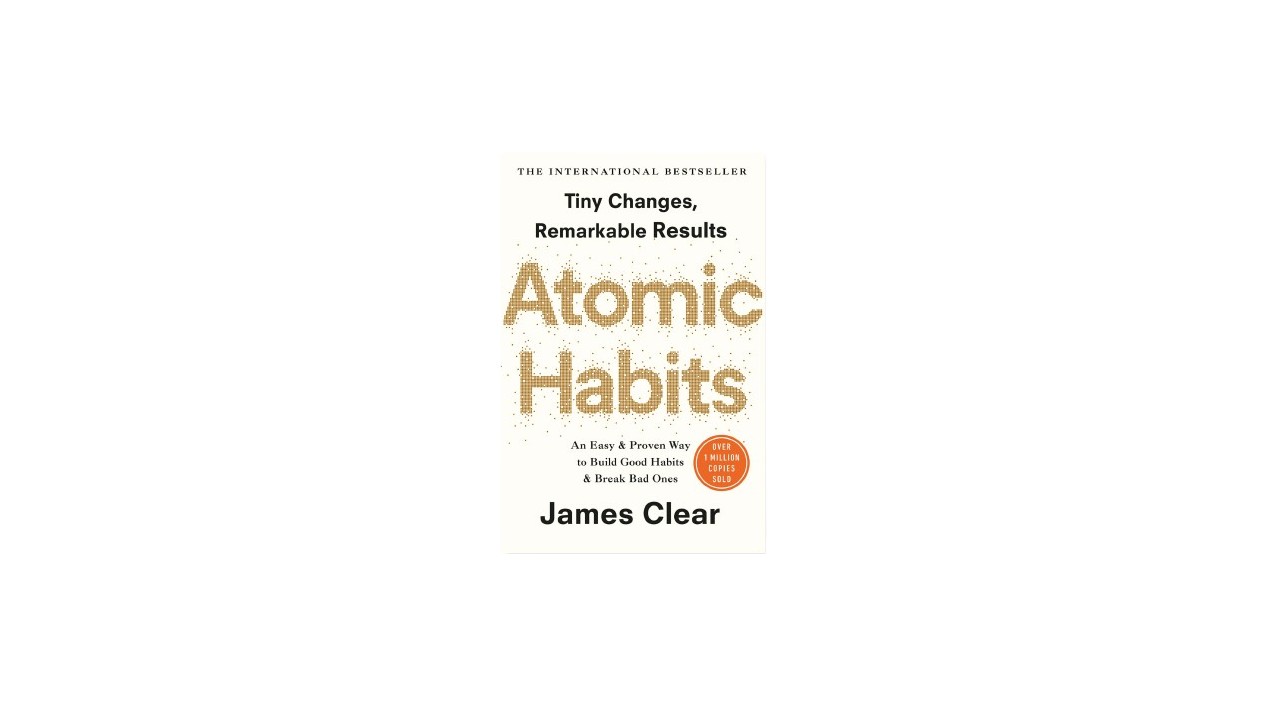 THE INTERNATIONAL BESTSELLER
Tiny Changes,
Remarkable Results
Atomic
Habits
An Easy & Proven Way
to Build Good Habits
& Break Bad Ones
OVER
1 MILLION
COPIES
SOLD
James Clear